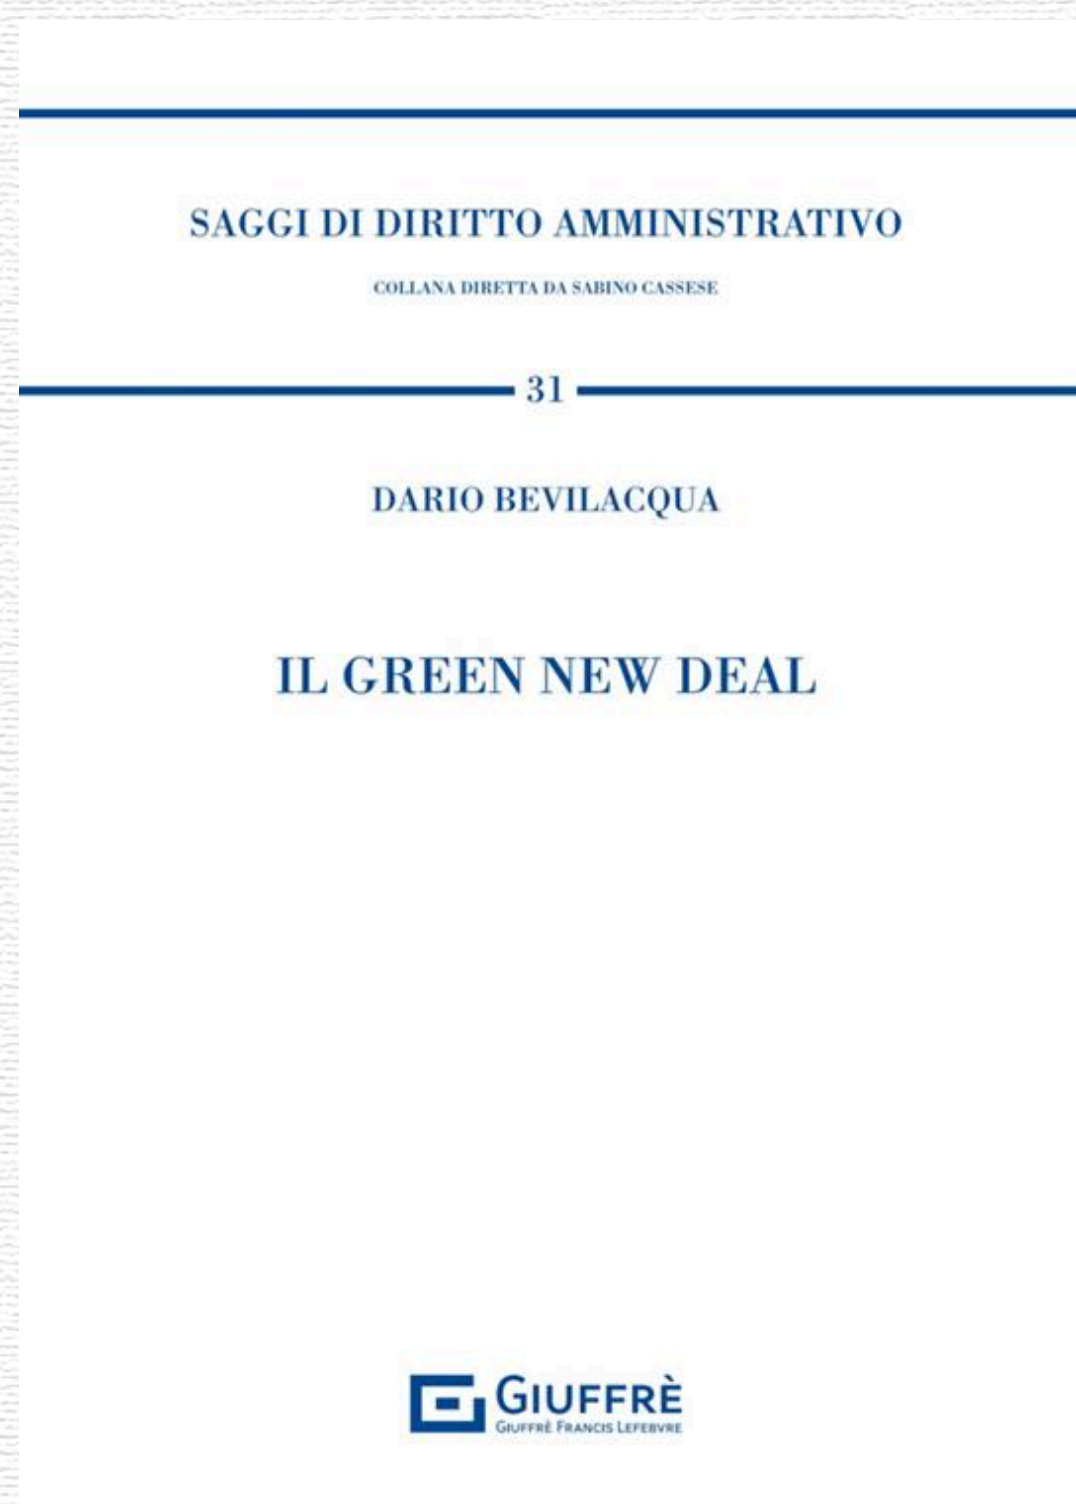 SAGGI DI DIRITTO AMMINISTRATIVO
COLLANA DIRETTA DA SABINO CASSESE
31
DARIO BEVILACQUA
IL GREEN NEW DEAL
GIUFFRÈ
GIUFFRÈ FRANCIS LEFEBVRE